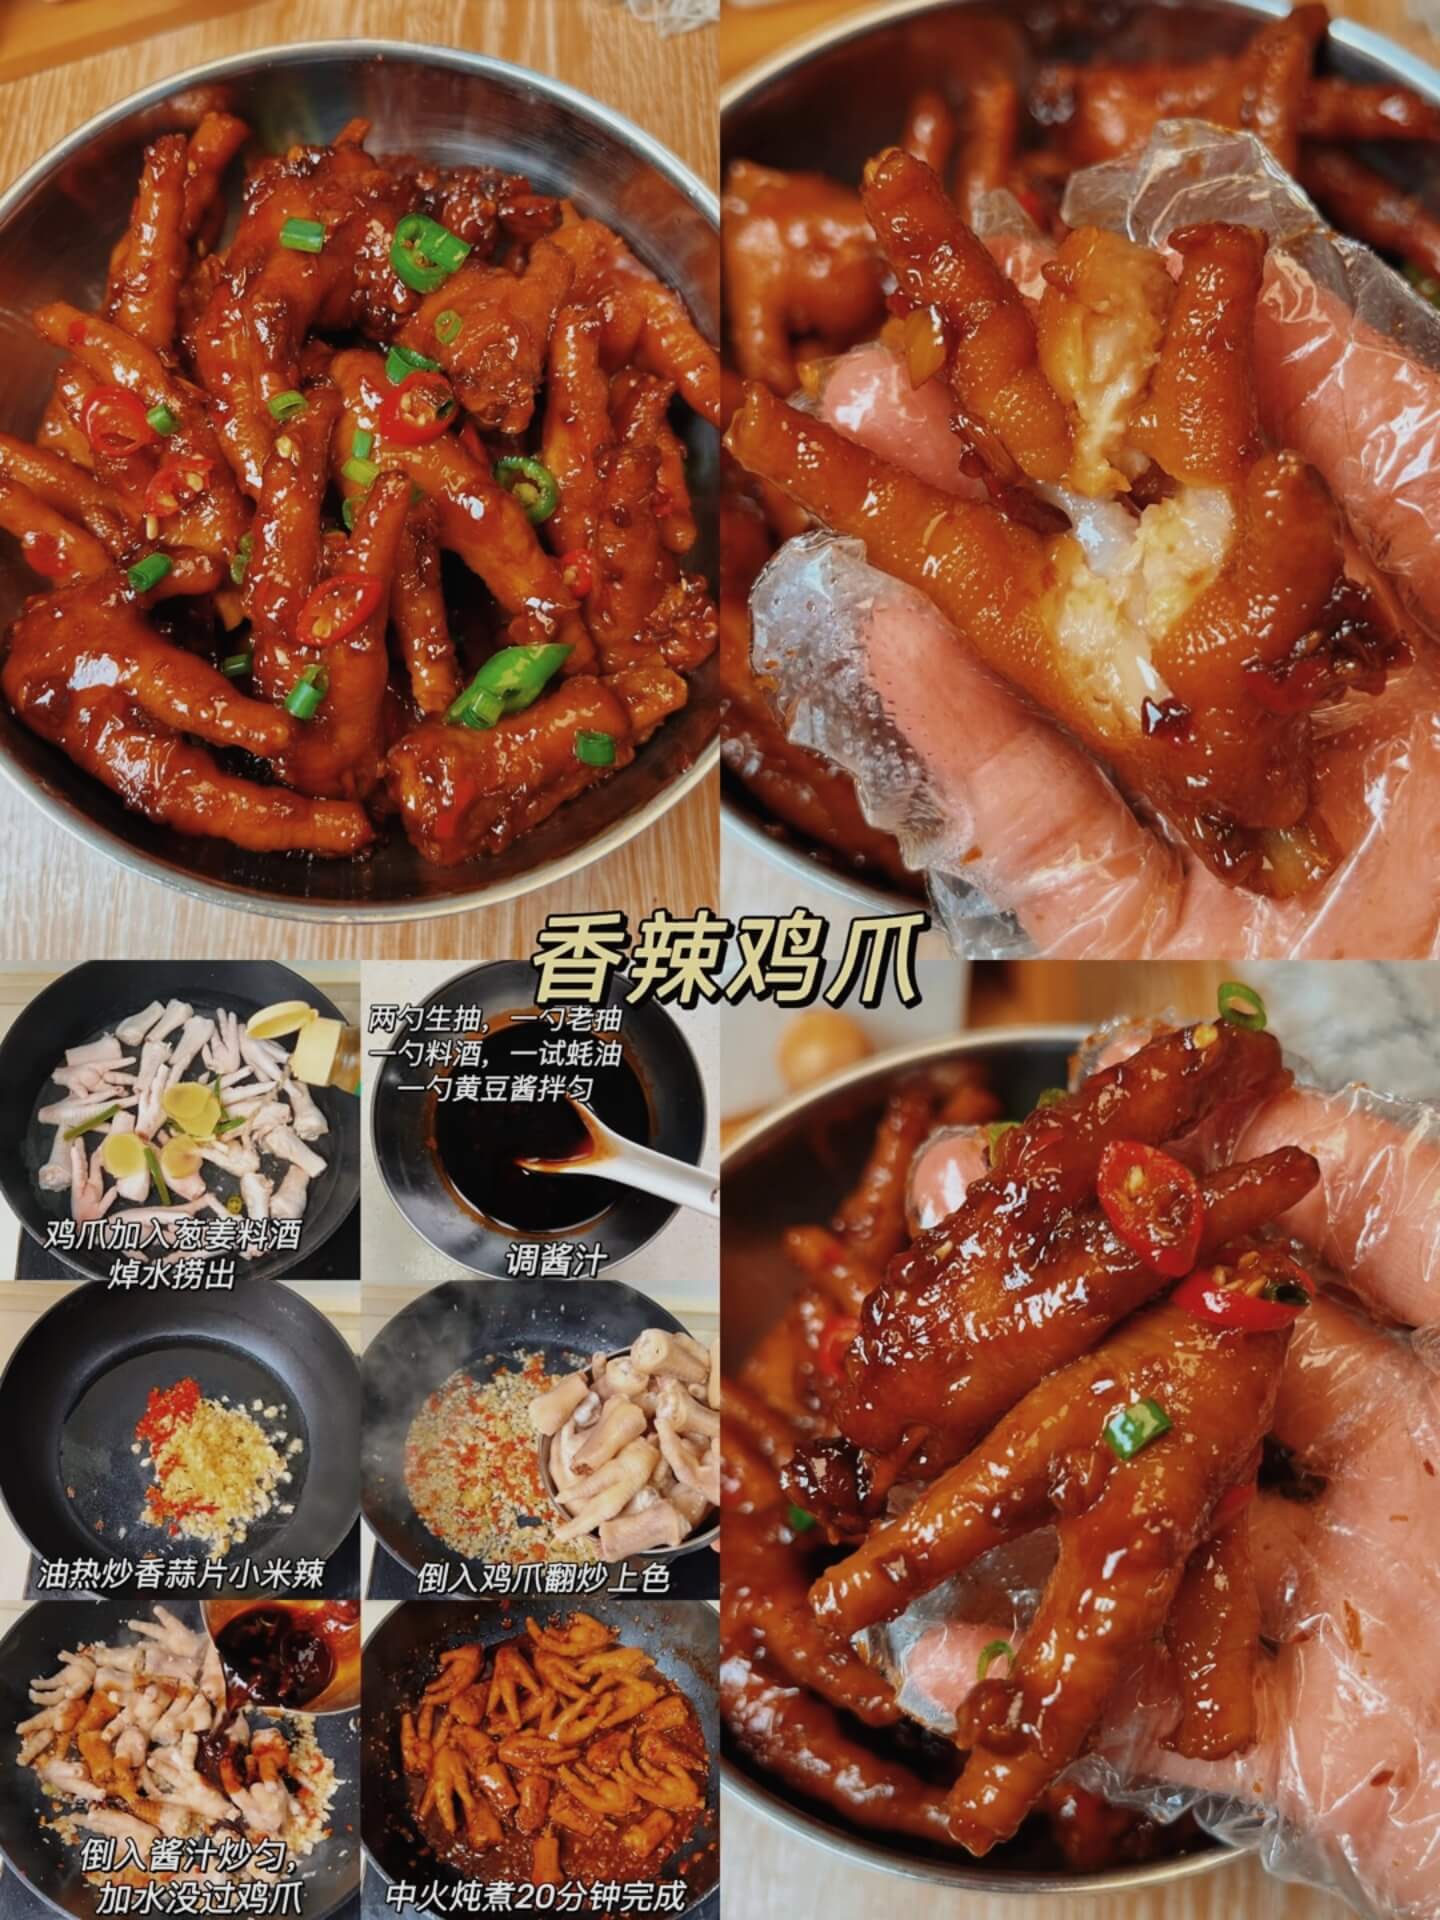 香辣鸡爪
两勺生抽，一勺老抽
一勺料酒，一试蚝油
一勺黄豆酱拌匀
鸡爪加入葱姜料酒
焯水捞出
调酱汁
油热炒香蒜片小米辣
倒入鸡爪翻炒上色
倒入酱汁炒匀，
加水没过鸡爪
中火炖煮20分钟完成